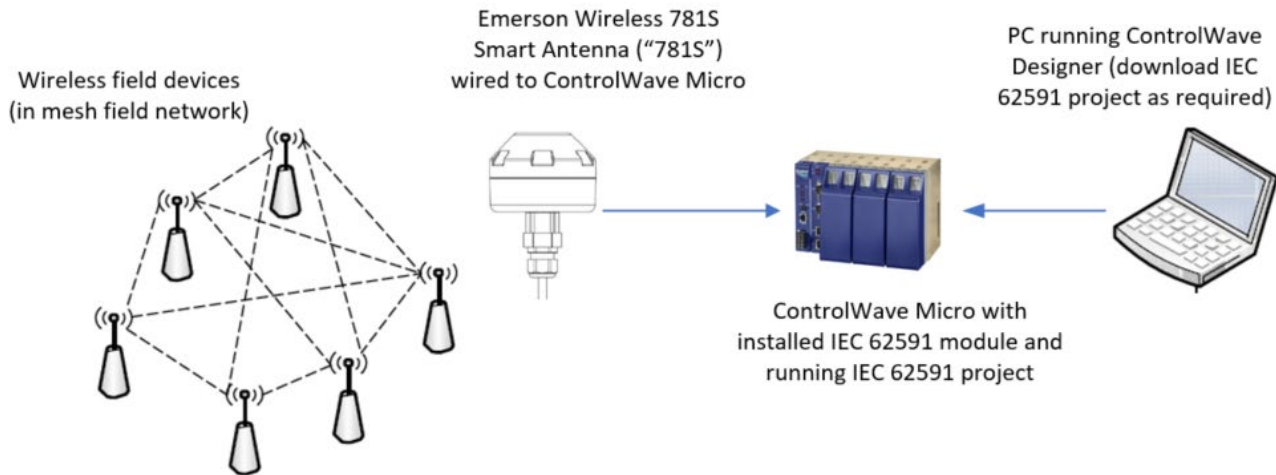 Wireless field devices
(in mesh field network)
Emerson Wireless 781S
Smart Antenna (“781S”)
wired to ControlWave Micro
PC running ControlWave
Designer (download IEC
62591 project as required)
ControlWave Micro with
installed IEC 62591 module and
running IEC 62591 project